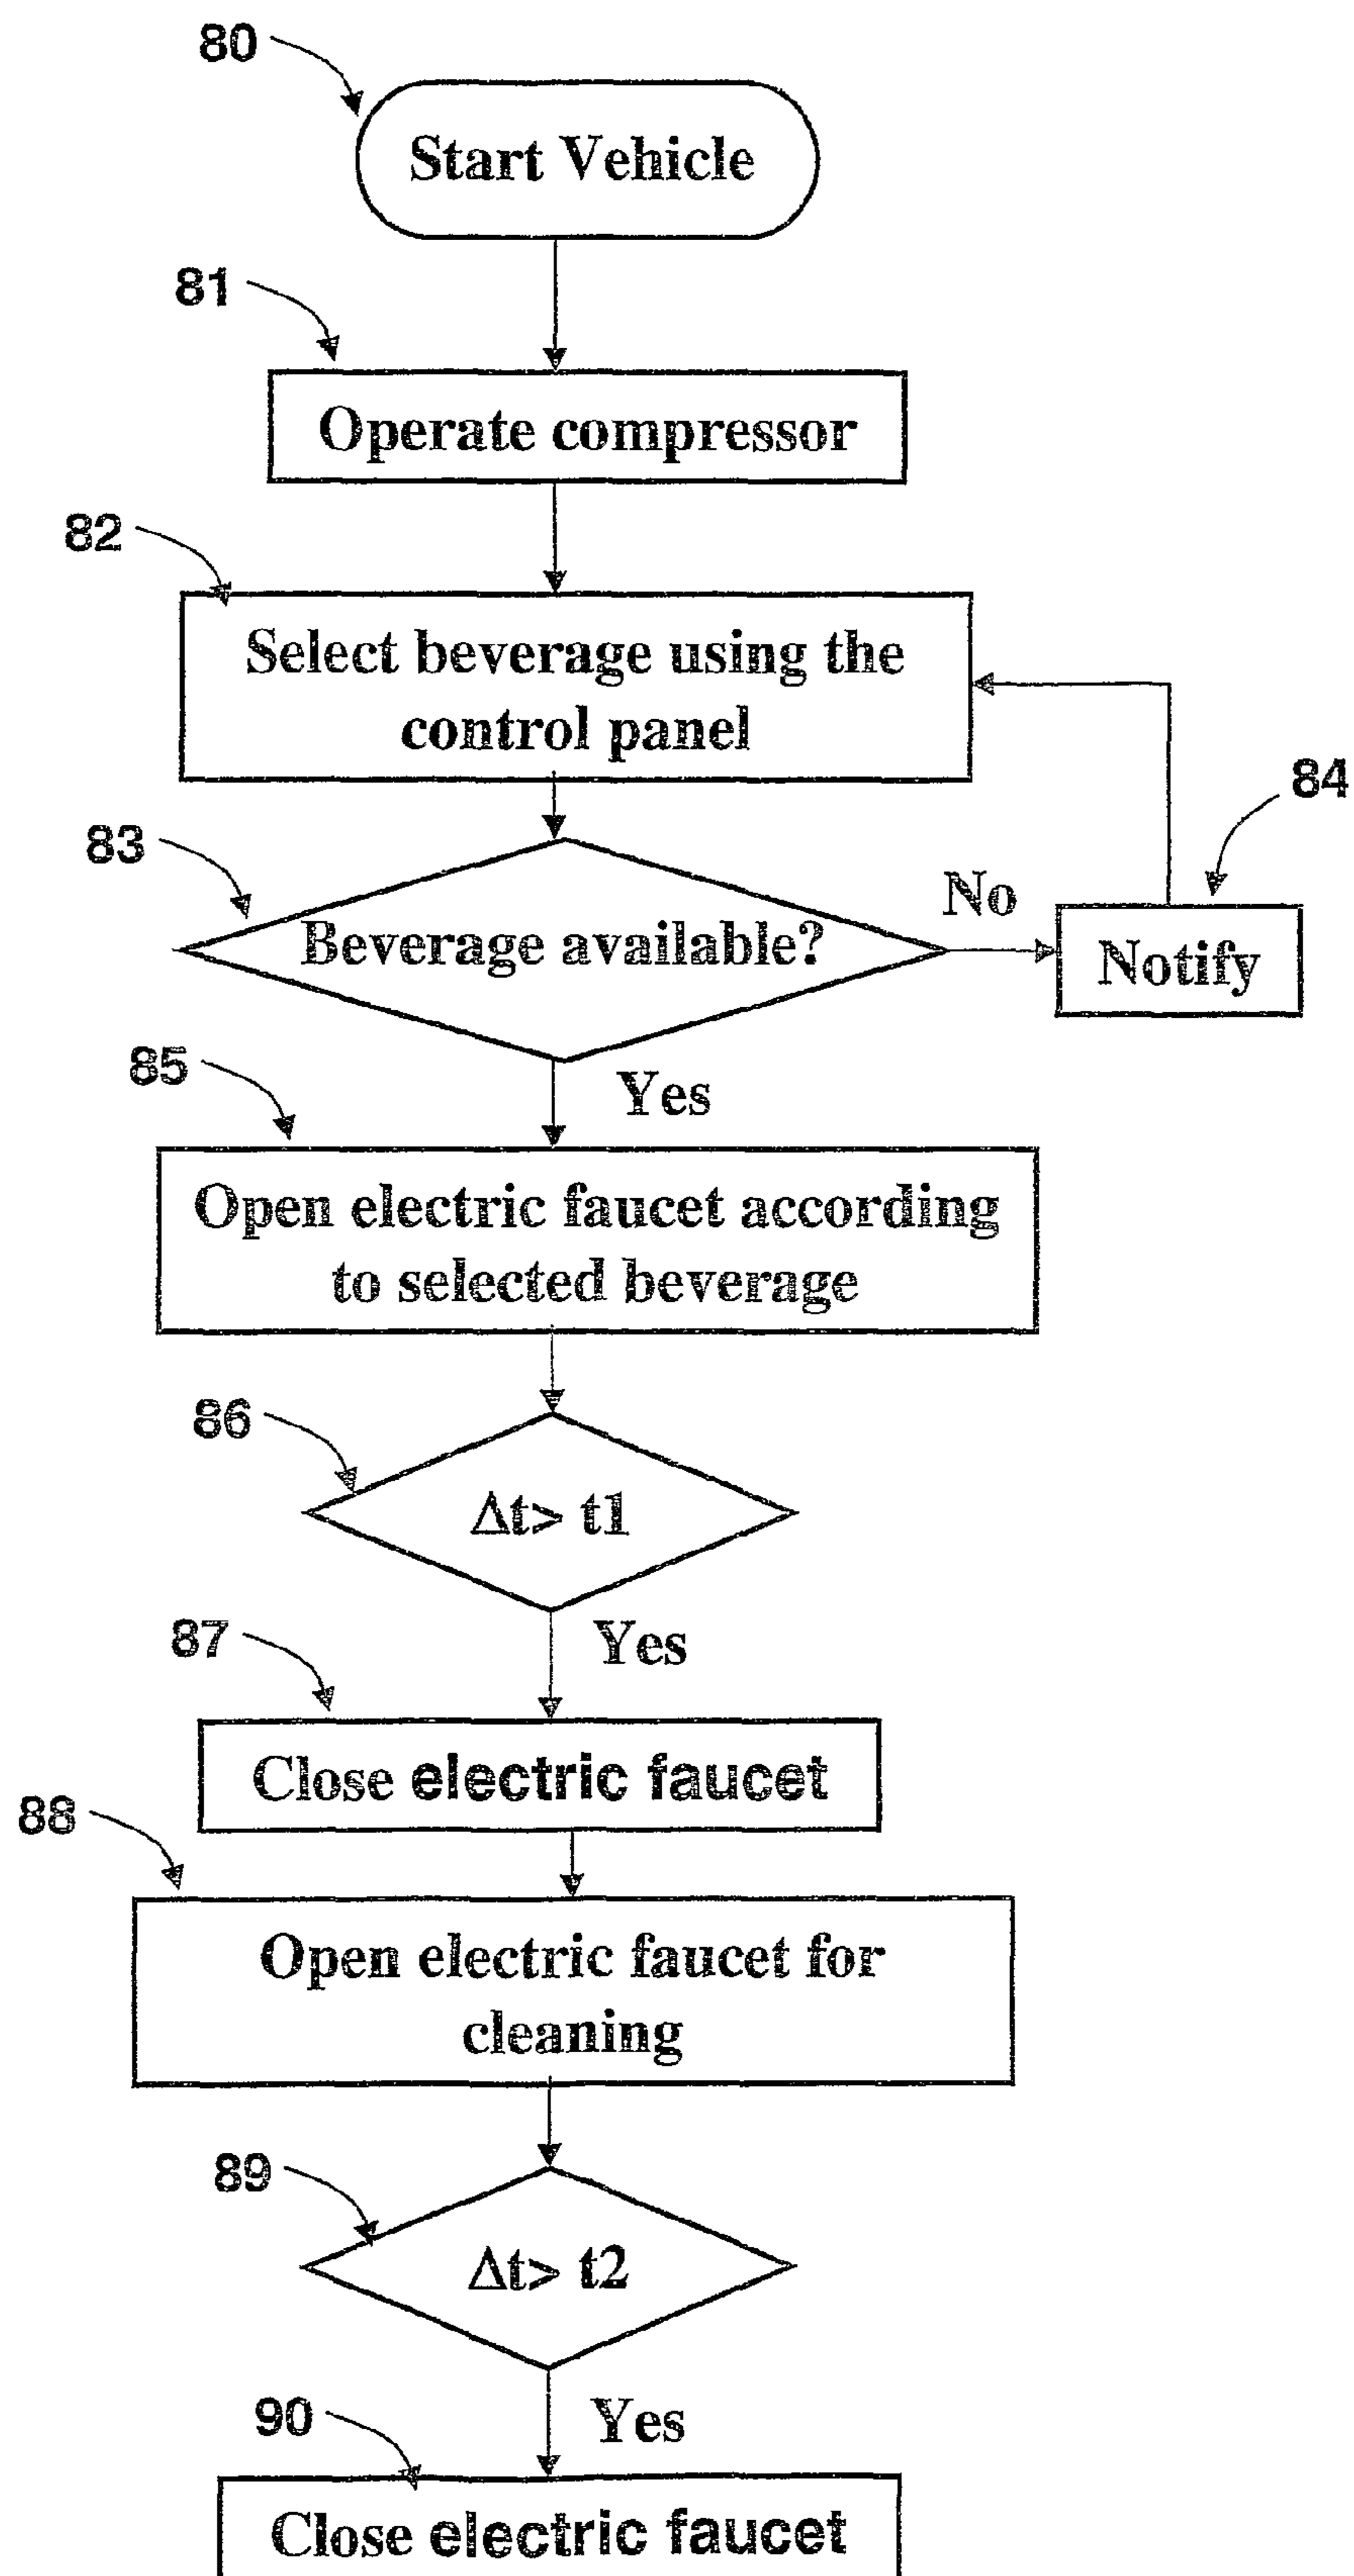 80
Start Vehicle
81
Operate compressor
82
Select beverage using the
control panel
83
Beverage available?
No
84
Notify
85
Yes
Open electric faucet according
to selected beverage
86
Δt> t1
87
Yes
Close electric faucet
88
Open electric faucet for
cleaning
89
Δt> t2
90
Yes
Close electric faucet